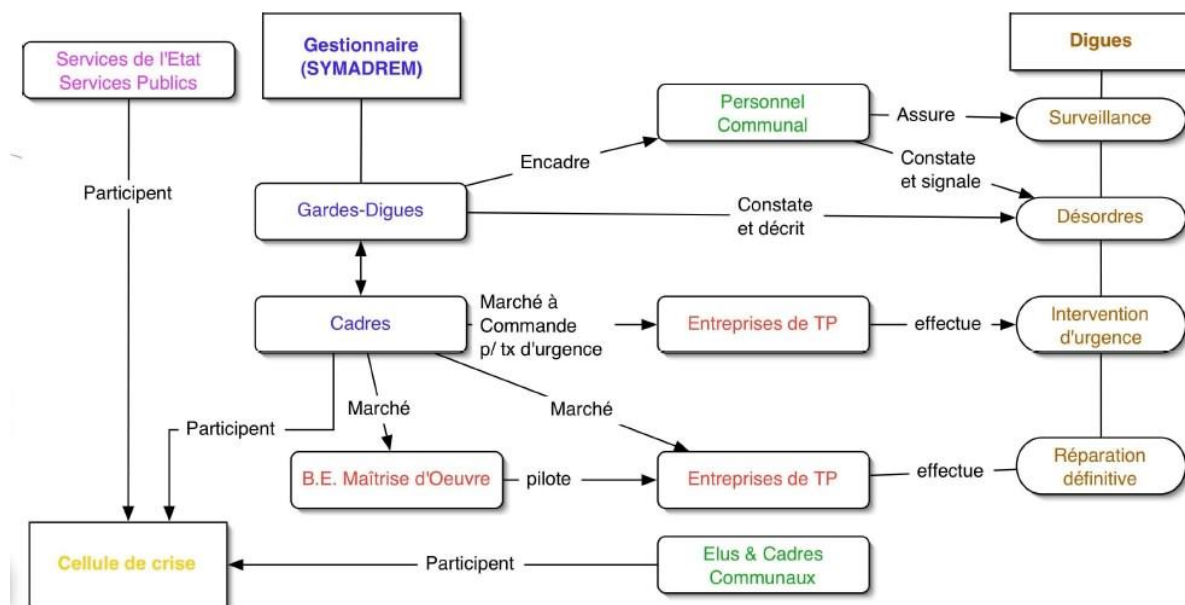 Services de l'Etat
Services Publics
Gestionnaire
(SYMADREM)
Digues
Personnel
Communal
Assure
Surveillance
Encadre
Constate
et signale
Participent
Gardes-Digues
Constate
et décrit
Désordres
Cadres
Marché à
Commande
p/ tx d'urgence
Entreprises de TP
effectue
Intervention
d'urgence
Marché
Marché
Participent
B.E. Maîtrise d'Oeuvre
pilote
Entreprises de TP
effectue
Réparation
définitive
Cellule de crise
Participent
Elus & Cadres
Communaux